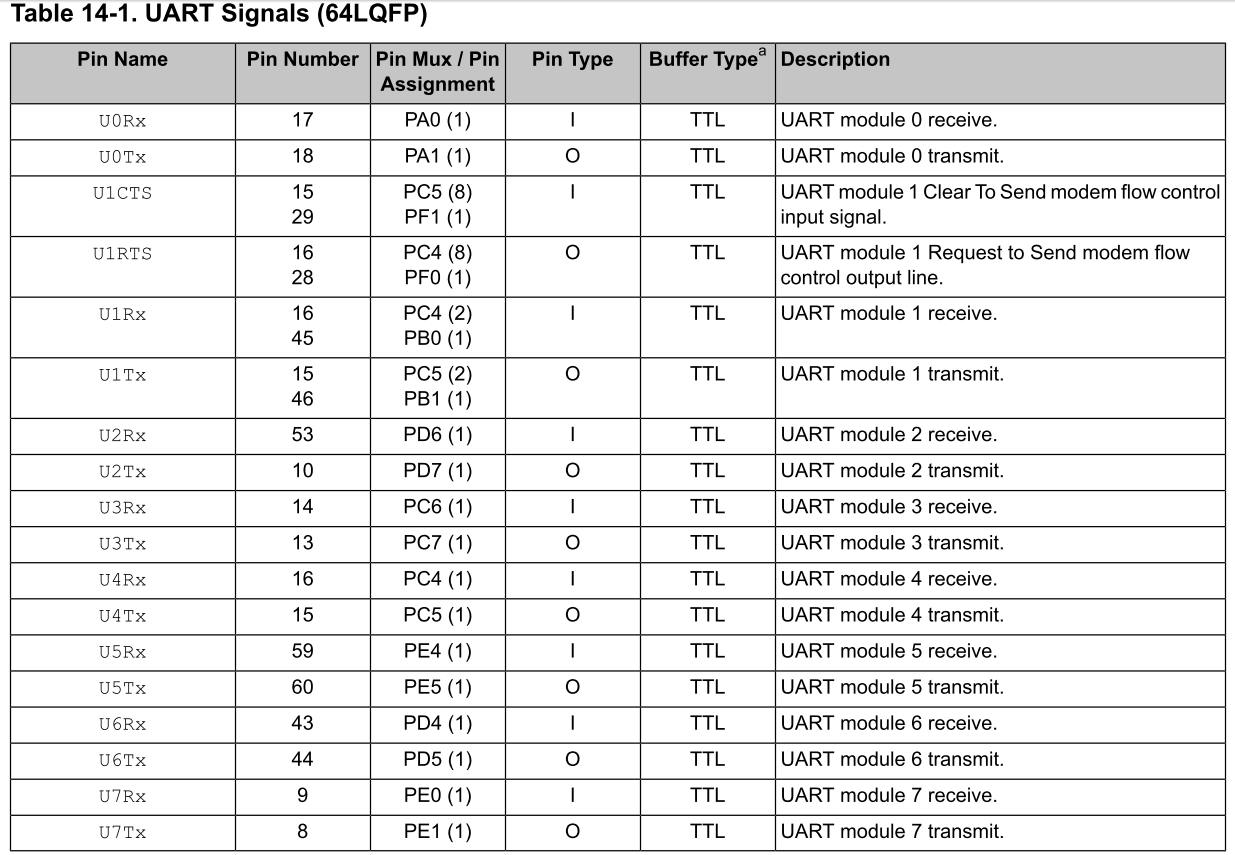 Table 14-1. UART Signals (64LQFP)
Pin Name Pin Number Pin Mux / Pin Assignment Pin Type Buffer Typeᵃ Description
U0Rx 17 PA0 (1) I TTL UART module 0 receive.
U0Tx 18 PA1 (1) O TTL UART module 0 transmit.
U1CTS 15 PC5 (8) I TTL UART module 1 Clear To Send modem flow control
29 PF1 (1) input signal.
U1RTS 16 PC4 (8) O TTL UART module 1 Request to Send modem flow
28 PF0 (1) control output line.
U1Rx 16 PC4 (2) I TTL UART module 1 receive.
45 PB0 (1)
U1Tx 15 PC5 (2) O TTL UART module 1 transmit.
46 PB1 (1)
U2Rx 53 PD6 (1) I TTL UART module 2 receive.
U2Tx 10 PD7 (1) O TTL UART module 2 transmit.
U3Rx 14 PC6 (1) I TTL UART module 3 receive.
U3Tx 13 PC7 (1) O TTL UART module 3 transmit.
U4Rx 16 PC4 (1) I TTL UART module 4 receive.
U4Tx 15 PC5 (1) O TTL UART module 4 transmit.
U5Rx 59 PE4 (1) I TTL UART module 5 receive.
U5Tx 60 PE5 (1) O TTL UART module 5 transmit.
U6Rx 43 PD4 (1) I TTL UART module 6 receive.
U6Tx 44 PD5 (1) O TTL UART module 6 transmit.
U7Rx 9 PE0 (1) I TTL UART module 7 receive.
U7Tx 8 PE1 (1) O TTL UART module 7 transmit.